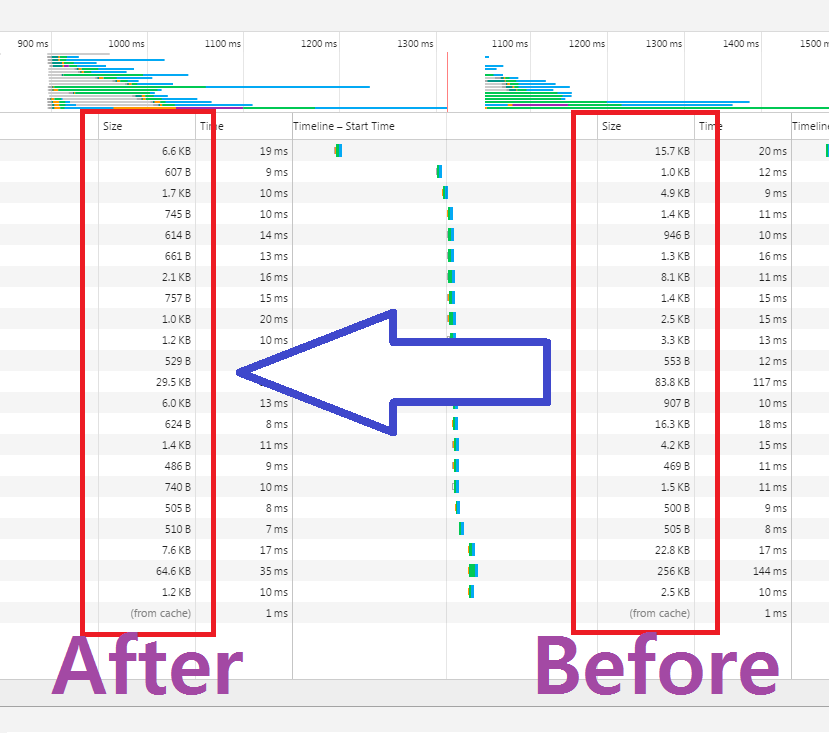 900 ms 1000 ms 1100 ms 1200 ms 1300 ms 1100 ms 1200 ms 1300 ms 1400 ms 1500 m
Size Time Timeline – Start Time Size Time Timeline
6.6 KB 19 ms 15.7 KB 20 ms
607 B 9 ms 1.0 KB 12 ms
1.7 KB 10 ms 4.9 KB 9 ms
745 B 10 ms 1.4 KB 11 ms
614 B 14 ms 946 B 10 ms
661 B 13 ms 1.3 KB 16 ms
2.1 KB 16 ms 8.1 KB 11 ms
757 B 15 ms 1.4 KB 15 ms
1.0 KB 20 ms 2.5 KB 15 ms
1.2 KB 10 ms 3.3 KB 13 ms
529 B 553 B 12 ms
29.5 KB 83.8 KB 117 ms
6.0 KB 13 ms 907 B 10 ms
624 B 8 ms 16.3 KB 18 ms
1.4 KB 11 ms 4.2 KB 15 ms
486 B 9 ms 469 B 11 ms
740 B 10 ms 1.5 KB 11 ms
505 B 8 ms 500 B 9 ms
510 B 7 ms 505 B 8 ms
7.6 KB 17 ms 22.8 KB 17 ms
64.6 KB 35 ms 256 KB 144 ms
1.2 KB 10 ms 2.5 KB 10 ms
(from cache) 1 ms (from cache) 1 ms
After Before